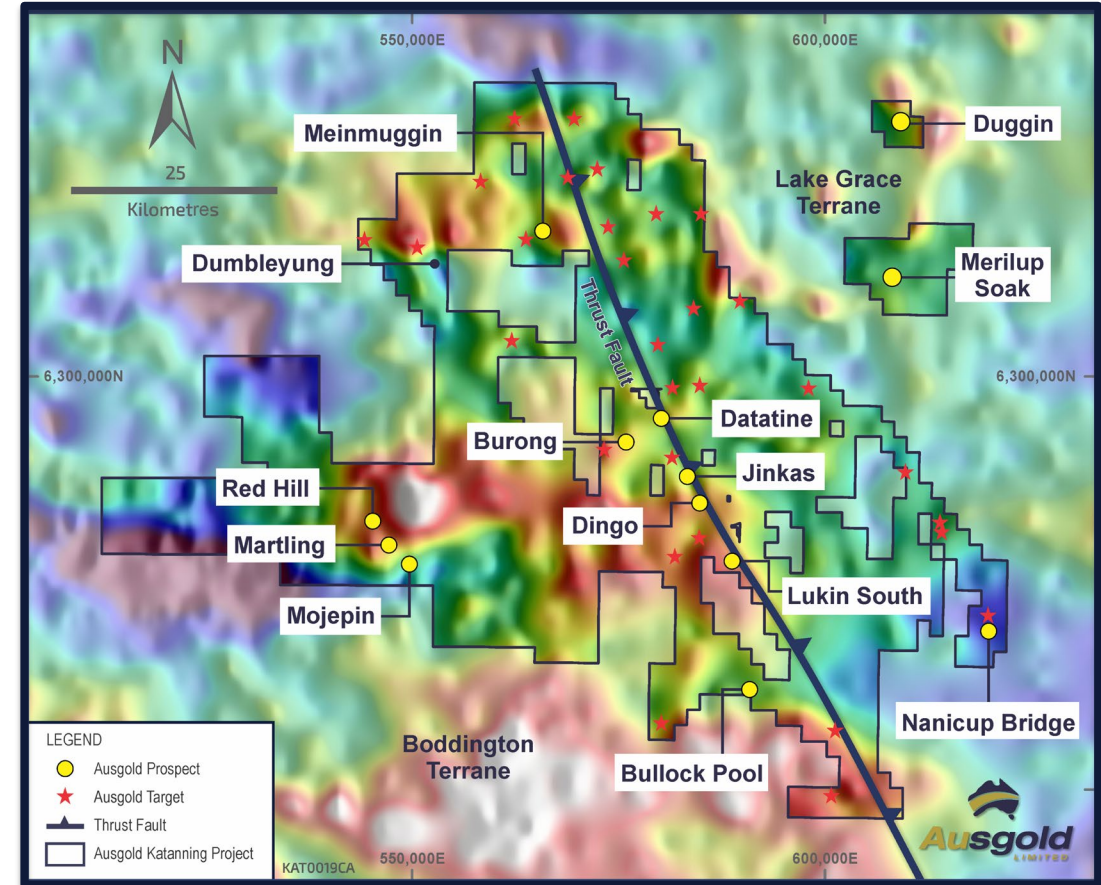 550,000E
600,000E
N
25
Kilometres
Meinmuggin
Duggin
Lake Grace
Terrane
Dumbleyung
Merilup
Soak
Thrust Fault
6,300,000N
6,300,000N
Datatine
Burong
Jinkas
Red Hill
Dingo
Martling
Lukin South
Mojepin
Nanicup Bridge
Boddington
Terrane
Bullock Pool
LEGEND
Ausgold Prospect
Ausgold Target
Thrust Fault
Ausgold Katanning Project
KAT0019CA
550,000E
600,000E
Ausgold
LIMITED